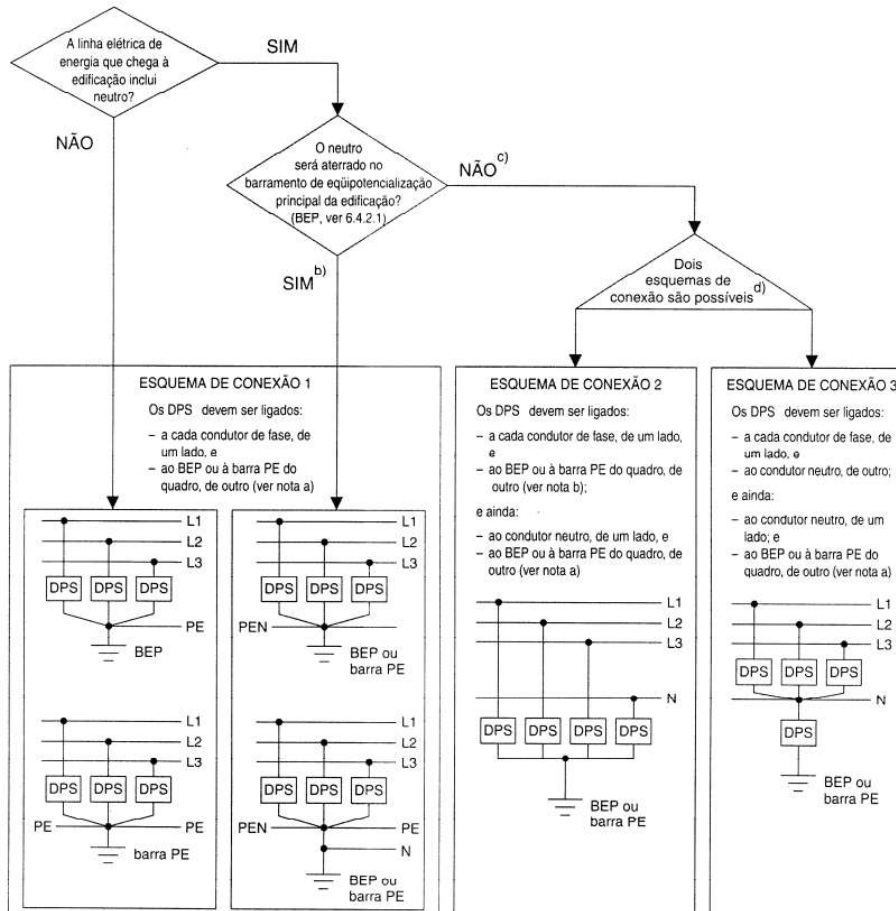 A linha elétrica de
energia que chega à
edificação inclui
neutro?
SIM
NÃO
O neutro
será aterrado no
barramento de eqüipotencialização
principal da edificação?
(BEP, ver 6.4.2.1)
NÃO c)
SIM b)
Dois
esquemas de
conexão são possíveis d)
ESQUEMA DE CONEXÃO 1
Os DPS devem ser ligados:
– a cada condutor de fase, de
um lado, e
– ao BEP ou à barra PE do
quadro, de outro (ver nota a)
L1
L2
L3
DPS DPS DPS
PE
BEP
L1
L2
L3
DPS DPS DPS
PEN
BEP ou
barra PE
L1
L2
L3
DPS DPS DPS
PE PE
barra PE
L1
L2
L3
DPS DPS DPS
PEN PE
N
BEP ou
barra PE
ESQUEMA DE CONEXÃO 2
Os DPS devem ser ligados:
– a cada condutor de fase, de um lado,
e
– ao BEP ou à barra PE do quadro, de
outro (ver nota b);
e ainda:
– ao condutor neutro, de um lado, e
– ao BEP ou à barra PE do quadro, de
outro (ver nota a)
L1
L2
L3
N
DPS DPS DPS DPS
BEP ou
barra PE
ESQUEMA DE CONEXÃO 3
Os DPS devem ser ligados:
– a cada condutor de fase, de
um lado, e
– ao condutor neutro, de outro;
e ainda:
– ao condutor neutro, de um
lado; e
– ao BEP ou à barra PE do
quadro, de outro (ver nota a)
L1
L2
L3
DPS DPS DPS
N
DPS
BEP ou
barra PE